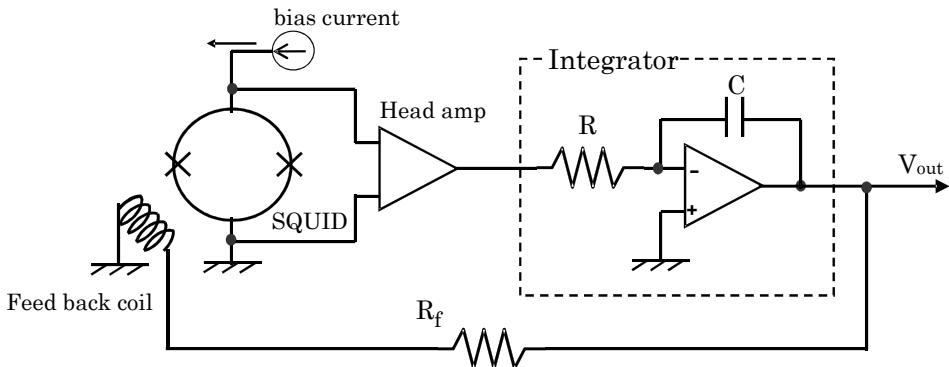 bias current
Integrator
C
Head amp
R
-
+
V_out
SQUID
Feed back coil
R_f